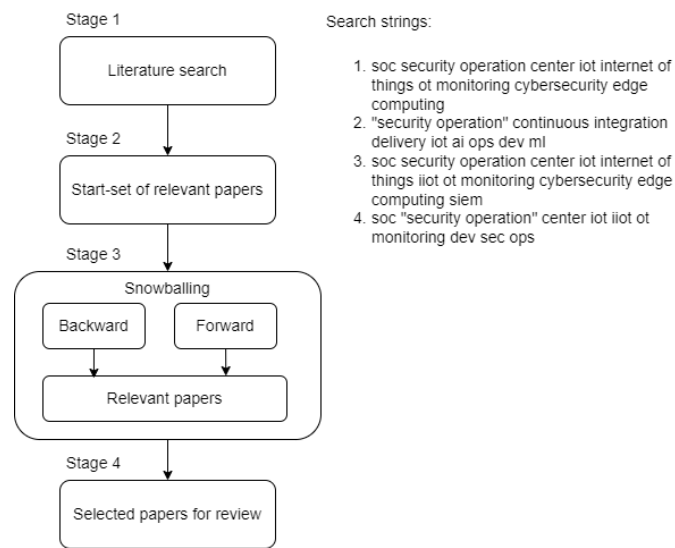 Stage 1
Literature search
Stage 2
Start-set of relevant papers
Stage 3
Snowballing
Backward
Forward
Relevant papers
Stage 4
Selected papers for review
Search strings:
1. soc security operation center iot internet of
things ot monitoring cybersecurity edge
computing
2. "security operation" continuous integration
delivery iot ai ops dev ml
3. soc security operation center iot internet of
things iiot ot monitoring cybersecurity edge
computing siem
4. soc "security operation" center iot iiot ot
monitoring dev sec ops